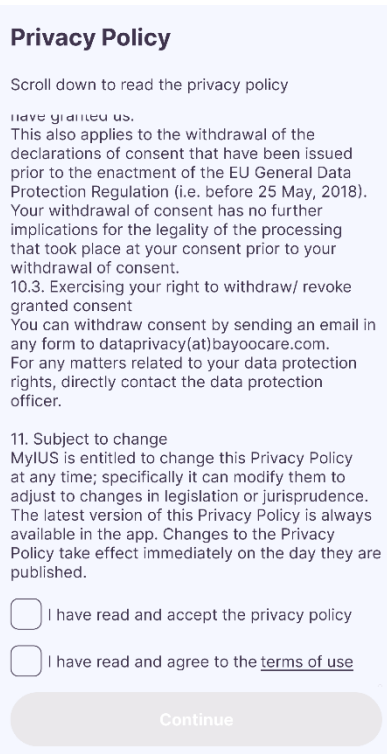 Privacy Policy
Scroll down to read the privacy policy
have granted us.
This also applies to the withdrawal of the
declarations of consent that have been issued
prior to the enactment of the EU General Data
Protection Regulation (i.e. before 25 May, 2018).
Your withdrawal of consent has no further
implications for the legality of the processing
that took place at your consent prior to your
withdrawal of consent.
10.3. Exercising your right to withdraw/ revoke
granted consent
You can withdraw consent by sending an email in
any form to dataprivacy(at)bayoocare.com.
For any matters related to your data protection
rights, directly contact the data protection
officer.
11. Subject to change
MyIUS is entitled to change this Privacy Policy
at any time; specifically it can modify them to
adjust to changes in legislation or jurisprudence.
The latest version of this Privacy Policy is always
available in the app. Changes to the Privacy
Policy take effect immediately on the day they are
published.
I have read and accept the privacy policy
I have read and agree to the terms of use
Continue